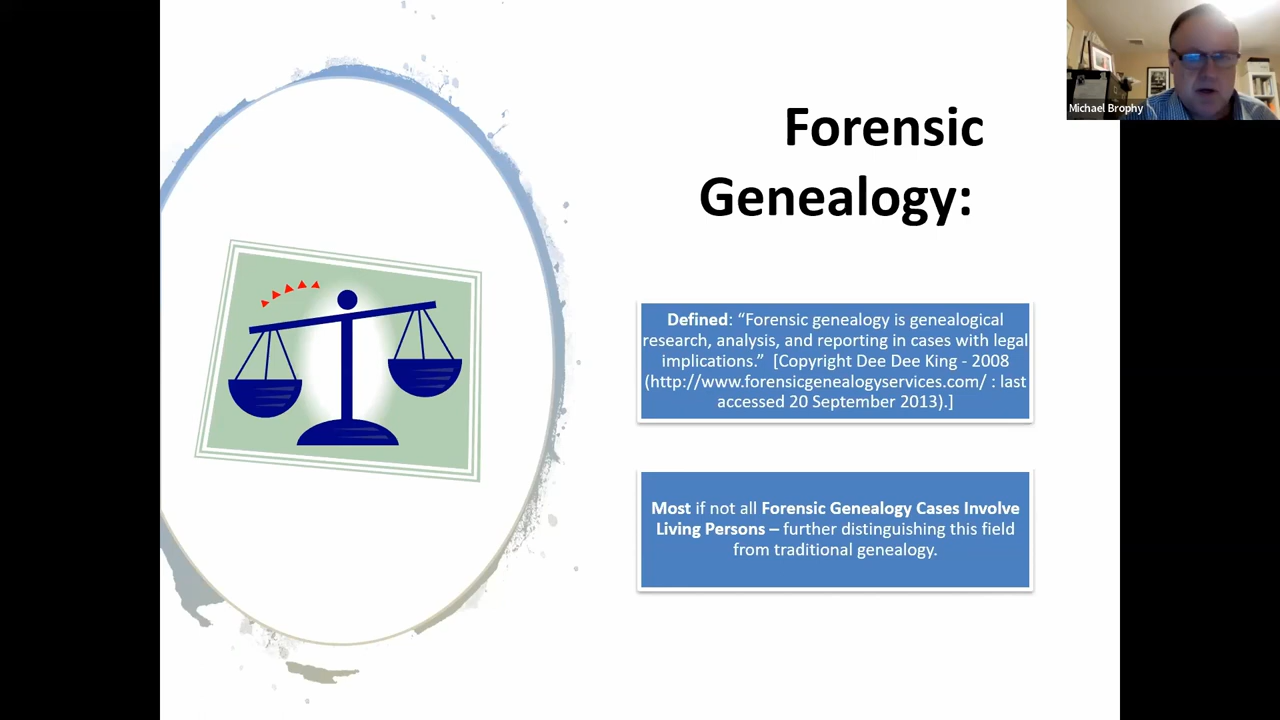 Michael Brophy
Forensic
Genealogy:
Defined: “Forensic genealogy is genealogical
research, analysis, and reporting in cases with legal
implications.”  [Copyright Dee Dee King - 2008
(http://www.forensicgenealogyservices.com/ : last
accessed 20 September 2013).]
Most if not all Forensic Genealogy Cases Involve
Living Persons – further distinguishing this field
from traditional genealogy.